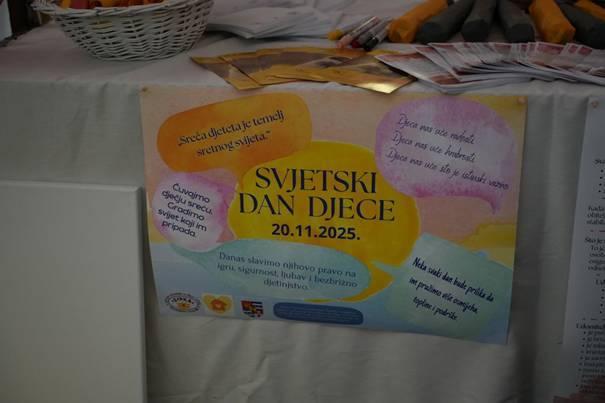 „Sreća djeteta je temelj
sretnog svijeta.“
Djeca nas uče radosti.
Djeca nas uče hrabrosti.
Djeca nas uče što je istinski važno.
Čuvajmo
dječju sreću.
Gradimo
svijet koji im
pripada.
SVJETSKI
DAN DJECE
20.11.2025.
Danas slavimo njihovo pravo na
igru, sigurnost, ljubav i bezbrižno
djetinjstvo.
Neka svaki dan bude prilika da
im pružimo više osmijeha,
topline i podrške.